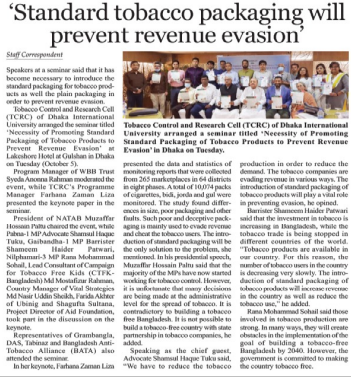 ‘Standard tobacco packaging will
prevent revenue evasion’
Staff Correspondent
Speakers at a seminar said that it has
become necessary to introduce the
standard packaging for tobacco prod-
ucts as well the plain packaging in
order to prevent revenue evasion.
Tobacco Control and Research Cell
(TCRC) of Dhaka International
University arranged the seminar titled
‘Necessity of Promoting Standard
Packaging of Tobacco Products to
Prevent Revenue Evasion’ at
Lakeshore Hotel at Gulshan in Dhaka
on Tuesday (October 5).
Program Manager of WBB Trust
Syeda Anonna Rahman moderated the
event, while TCRC's Programme
Manager Farhana Zaman Liza
presented the keynote paper in the
seminar.
President of NATAB Muzaffar
Hossain Paltu chaired the event, while
Pabna-1 MP Advocate Shamsul Haque
Tuku, Gaibandha-1 MP Barrister
Shameem Haider Patwari,
Nilphamari-3 MP Rana Mohammad
Sohail, Lead Consultant of Campaign
for Tobacco Free Kids (CTFK-
Bangladesh) Md Mostafizur Rahman,
Country Manager of Vital Strategies
Md Nasir Uddin Sheikh, Farida Akhter
of Ubinig and Shagufta Sultana,
Project Director of Aid Foundation,
took part in the discussion on the
keynote.
Representatives of Grambangla,
DAS, Tabinaz and Bangladesh Anti-
Tobacco Alliance (BATA) also
attended the seminar.
In her keynote, Farhana Zaman Liza
Tobacco Control and Research Cell (TCRC) of Dhaka International
University arranged a seminar titled ‘Necessity of Promoting
Standard Packaging of Tobacco Products to Prevent Revenue
Evasion’ in Dhaka on Tuesday.
presented the data and statistics of
monitoring reports that were collected
from 265 marketplaces in 64 districts
in eight phases. A total of 10,074 packs
of cigarettes, bidi, jorda and gul were
monitored. The study found differ-
ences in size, poor packaging and other
faults. Such poor and deceptive pack-
aging is mainly used to evade revenue
and cheat the tobacco users. The intro-
duction of standard packaging will be
the only solution to the problem, she
mentioned. In his presidential speech,
Muzaffar Hossain Paltu said that the
majority of the MPs have now started
working for tobacco control. However,
it is unfortunate that many decisions
are being made at the administrative
level for the spread of tobacco. It is
contradictory to building a tobacco
free Bangladesh. It is not possible to
build a tobacco-free country with state
partnership in tobacco companies, he
added.
Speaking as the chief guest,
Advocate Shamsul Haque Tuku said,
“We have to reduce the tobacco
production in order to reduce the
demand. The tobacco companies are
evading revenue in various ways. The
introduction of standard packaging of
tobacco products will play a vital role
in preventing evasion, he opined.
Barrister Shameem Haider Patwari
said that the investment in tobacco is
increasing in Bangladesh, while the
tobacco trade is being stopped in
different countries of the world.
“Tobacco products are available in
our country. For this reason, the
number of tobacco users in the country
is decreasing very slowly. The intro-
duction of standard packaging of
tobacco products will increase revenue
in the country as well as reduce the
tobacco use,” he added.
Rana Mohammad Sohail said those
involved in tobacco production are
strong. In many ways, they will create
obstacles in the implementation of the
goal of building a tobacco-free
Bangladesh by 2040. However, the
government is committed to making
the country tobacco free.